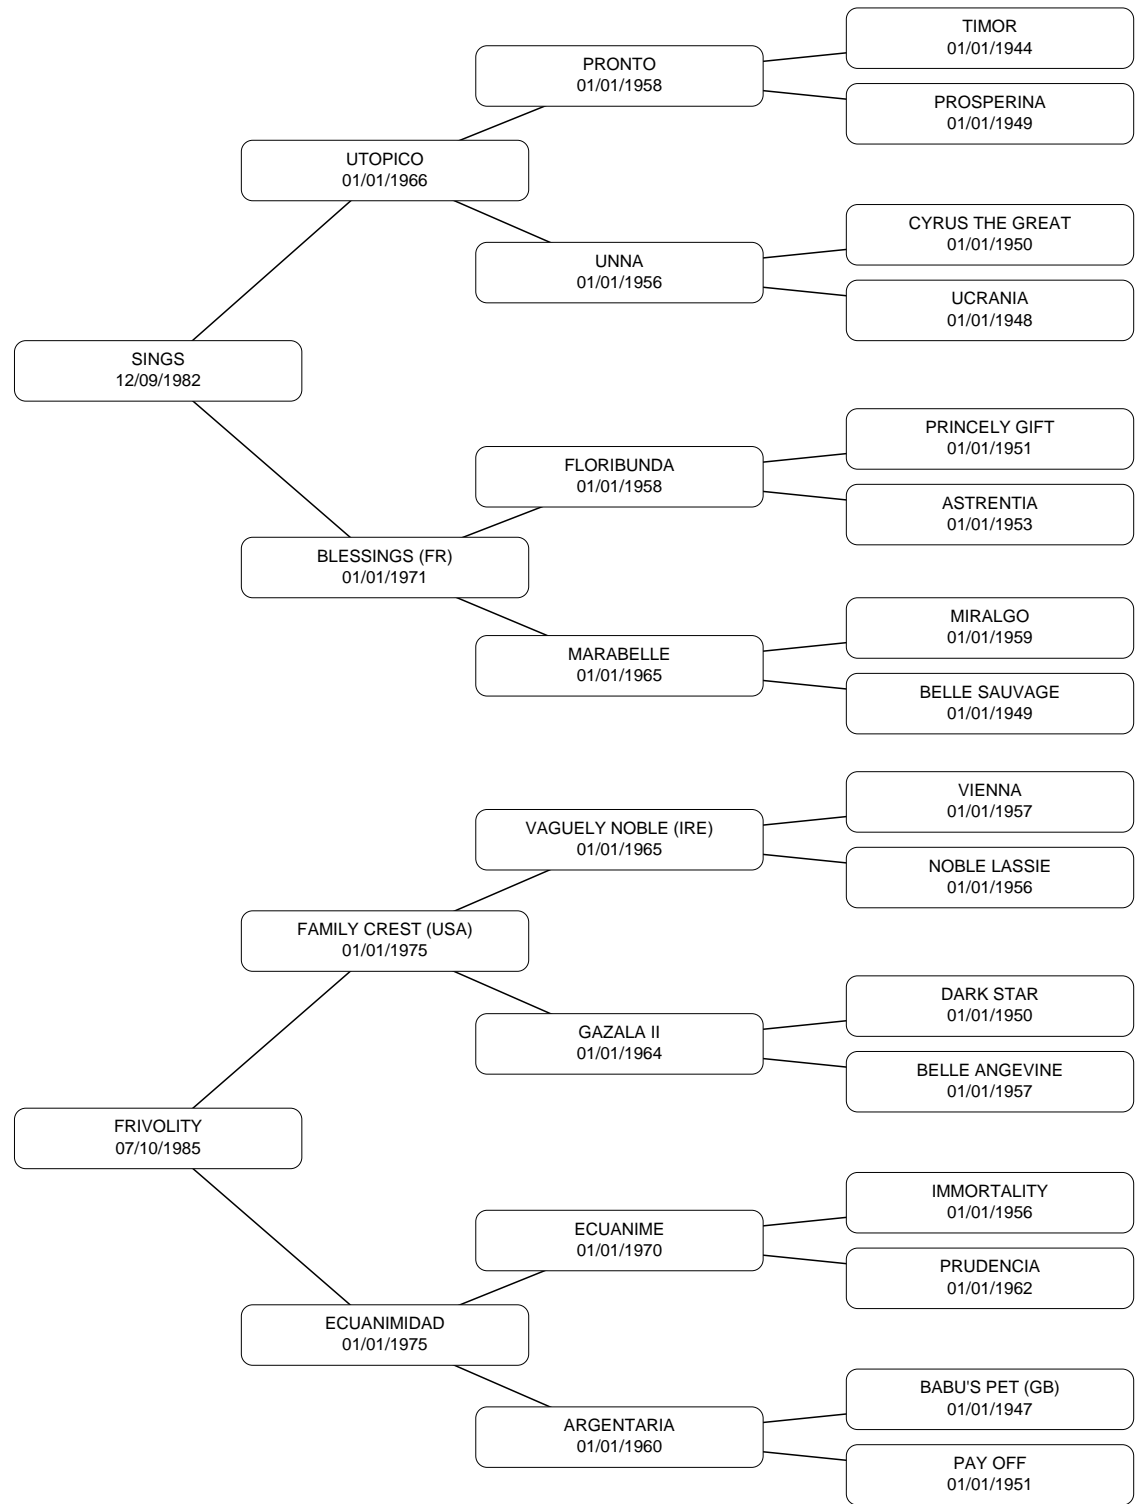 TIMOR
01/01/1944
PRONTO
01/01/1958
PROSPERINA
01/01/1949
UTOPICO
01/01/1966
CYRUS THE GREAT
01/01/1950
UNNA
01/01/1956
UCRANIA
01/01/1948
SINGS
12/09/1982
PRINCELY GIFT
01/01/1951
FLORIBUNDA
01/01/1958
ASTRENTIA
01/01/1953
BLESSINGS (FR)
01/01/1971
MIRALGO
01/01/1959
MARABELLE
01/01/1965
BELLE SAUVAGE
01/01/1949
VIENNA
01/01/1957
VAGUELY NOBLE (IRE)
01/01/1965
NOBLE LASSIE
01/01/1956
FAMILY CREST (USA)
01/01/1975
DARK STAR
01/01/1950
GAZALA II
01/01/1964
BELLE ANGEVINE
01/01/1957
FRIVOLITY
07/10/1985
IMMORTALITY
01/01/1956
ECUANIME
01/01/1970
PRUDENCIA
01/01/1962
ECUANIMIDAD
01/01/1975
BABU'S PET (GB)
01/01/1947
ARGENTARIA
01/01/1960
PAY OFF
01/01/1951